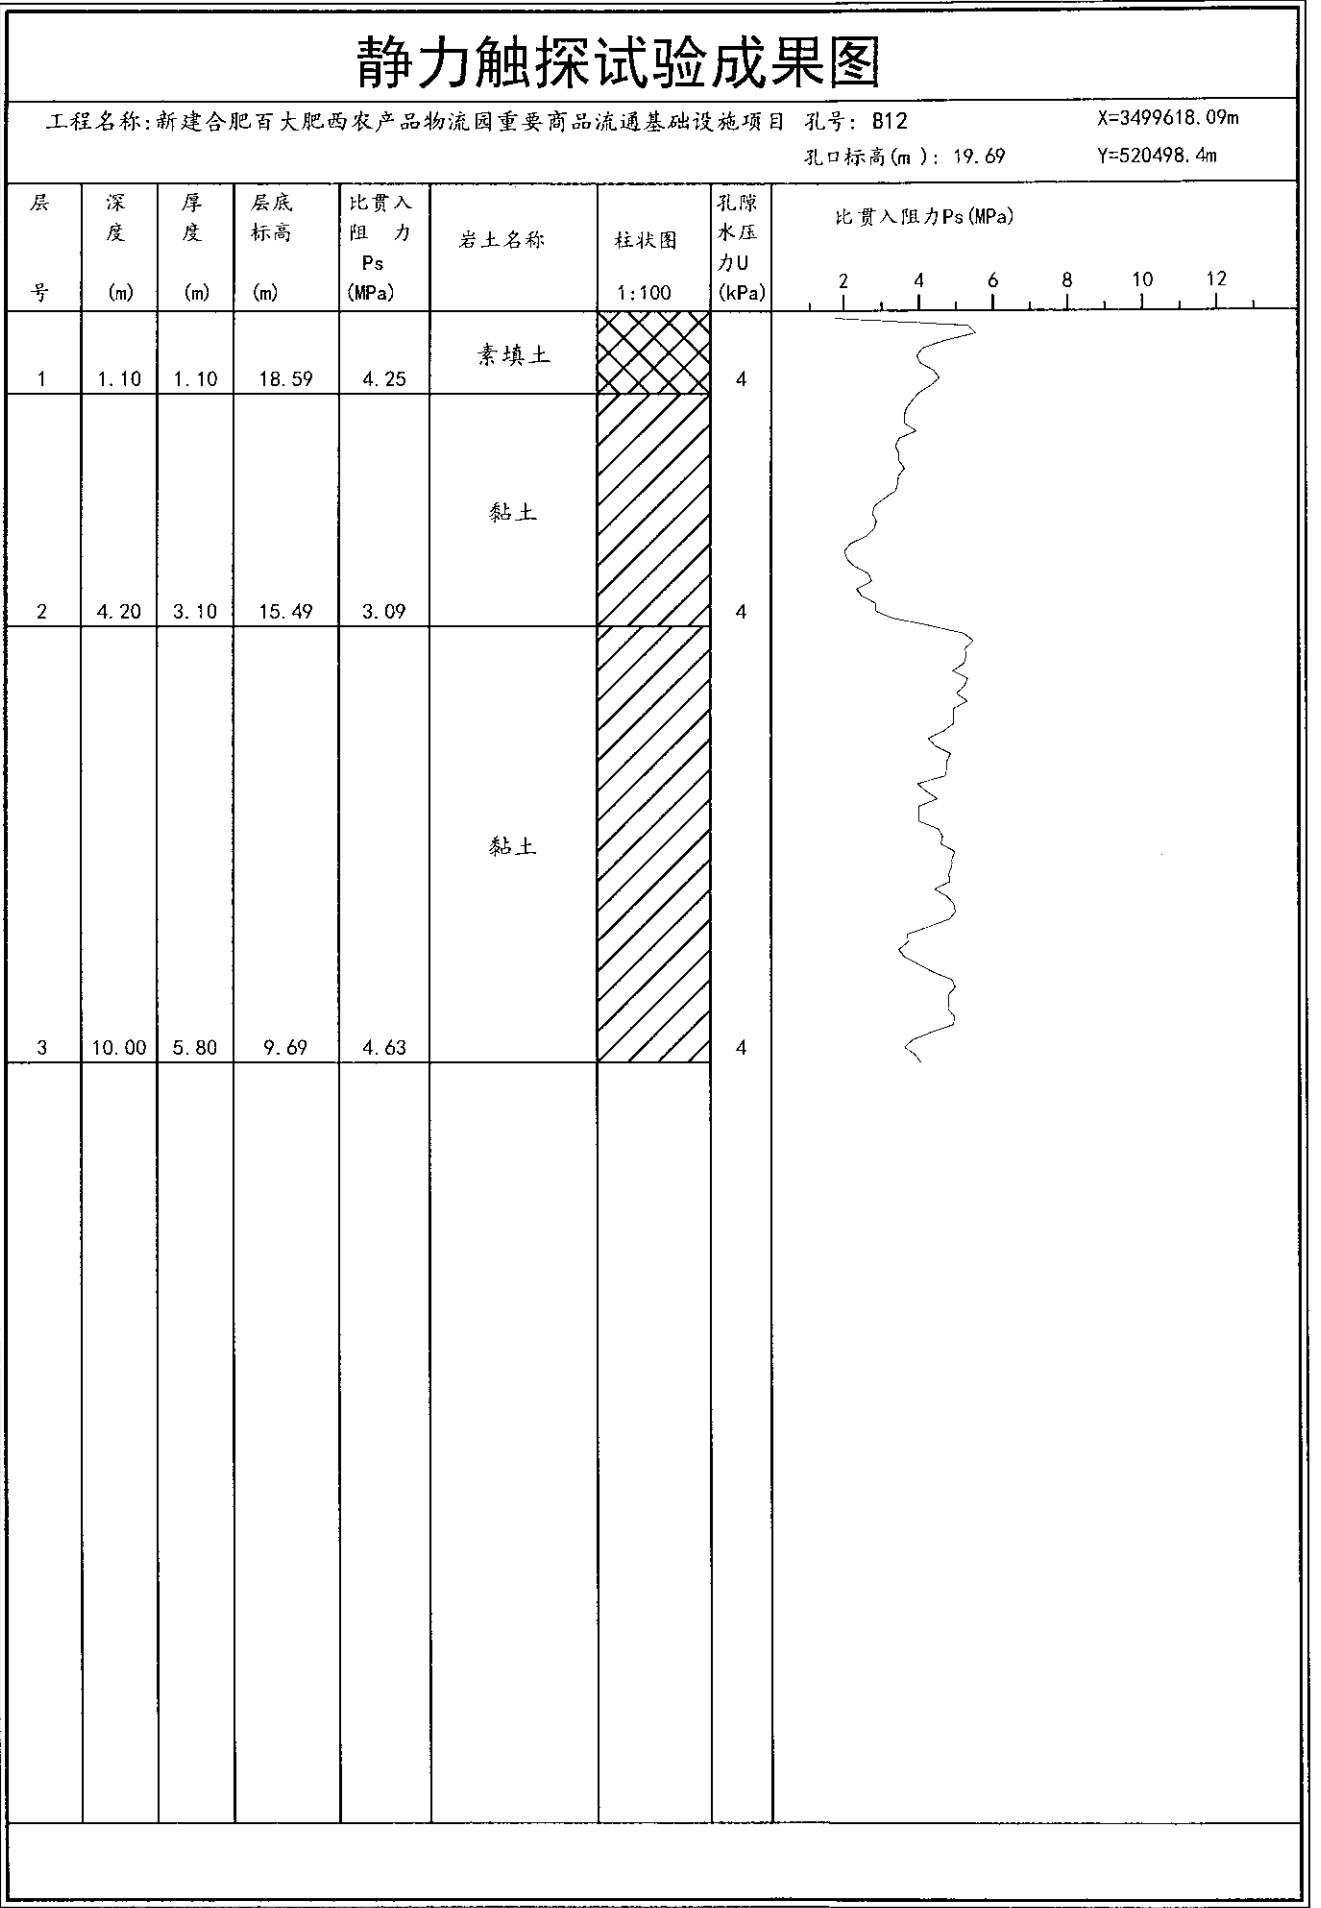 静力触探试验成果图
工程名称:新建合肥百大肥西农产品物流园重要商品流通基础设施项目 孔号: B12 X=3499618.09m
孔口标高(m ): 19.69 Y=520498.4m
层号 深度(m) 厚度(m) 层底标高(m) 比贯入阻力Ps(MPa) 岩土名称 柱状图1:100 孔隙水压力U(kPa) 比贯入阻力Ps(MPa)
2 4 6 8 10 12
素填土
1 1.10 1.10 18.59 4.25 4
黏土
2 4.20 3.10 15.49 3.09 4
黏土
3 10.00 5.80 9.69 4.63 4